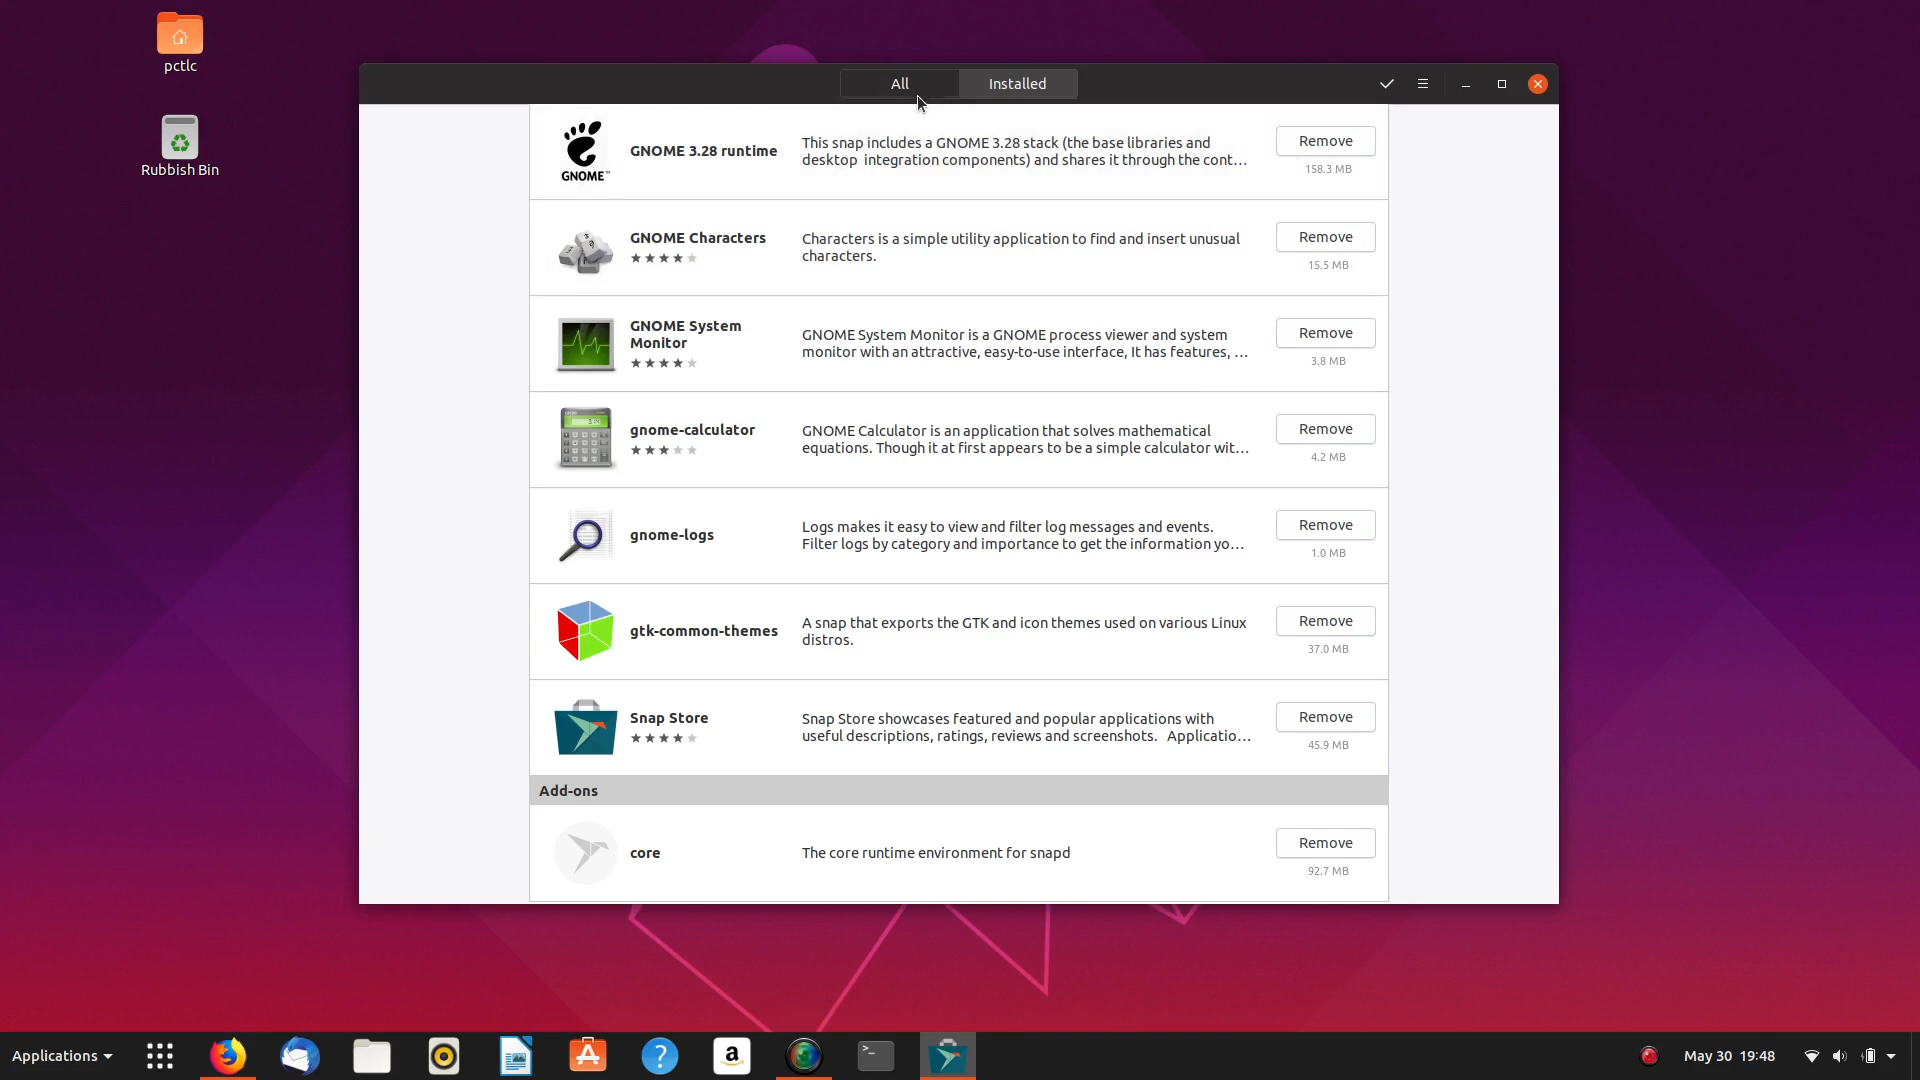 pctlc
Rubbish Bin
All
Installed
GNOME™
GNOME 3.28 runtime
This snap includes a GNOME 3.28 stack (the base libraries and
desktop integration components) and shares it through the cont...
Remove
158.3 MB
GNOME Characters
Characters is a simple utility application to find and insert unusual
characters.
Remove
15.5 MB
GNOME System
Monitor
GNOME System Monitor is a GNOME process viewer and system
monitor with an attractive, easy-to-use interface, It has features, ...
Remove
3.8 MB
gnome-calculator
GNOME Calculator is an application that solves mathematical
equations. Though it at first appears to be a simple calculator wit...
Remove
4.2 MB
gnome-logs
Logs makes it easy to view and filter log messages and events.
Filter logs by category and importance to get the information yo...
Remove
1.0 MB
gtk-common-themes
A snap that exports the GTK and icon themes used on various Linux
distros.
Remove
37.0 MB
Snap Store
Snap Store showcases featured and popular applications with
useful descriptions, ratings, reviews and screenshots. Applicatio...
Remove
45.9 MB
Add-ons
core
The core runtime environment for snapd
Remove
92.7 MB
Applications
May 30 19:48